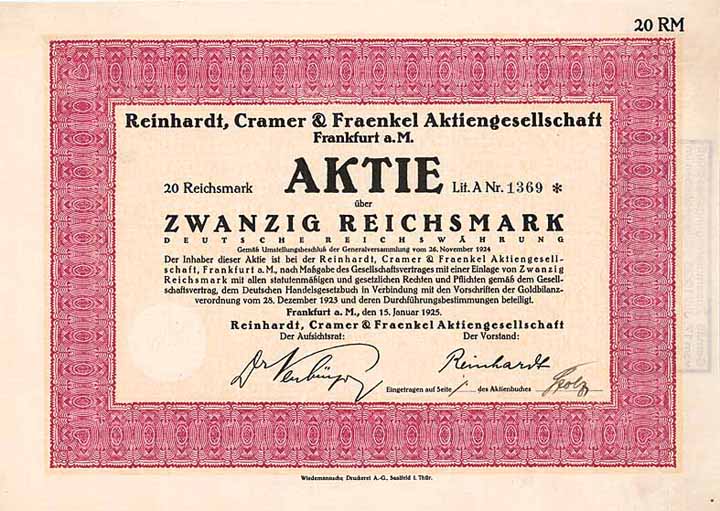 20 RM
Reinhardt, Cramer & Fraenkel Aktiengesellschaft
Frankfurt a. M.
20 Reichsmark AKTIE Lit. A Nr. 1369 *
über
ZWANZIG REICHSMARK
DEUTSCHE REICHSWÄHRUNG
Gemäß Umstellungsbeschluß der Generalversammlung vom 26. November 1924
Der Inhaber dieser Aktie ist bei der Reinhardt, Cramer & Fraenkel Aktiengesell-
schaft, Frankfurt a. M., nach Maßgabe des Gesellschaftsvertrages mit einer Einlage von Zwanzig
Reichsmark mit allen statutenmäßigen und gesetzlichen Rechten und Pflichten gemäß dem Gesell-
schaftsvertrag, dem Deutschen Handelsgesetzbuch in Verbindung mit den Vorschriften der Goldbilanz-
verordnung vom 28. Dezember 1923 und deren Durchführungsbestimmungen beteiligt.
Frankfurt a. M., den 15. Januar 1925.
Reinhardt, Cramer & Fraenkel Aktiengesellschaft
Der Aufsichtsrat: Der Vorstand:
Dr Reinhardt
Eingetragen auf Seite des Aktienbuches
Wiedemannsche Druckerei A.-G., Saalfeld i. Thür.